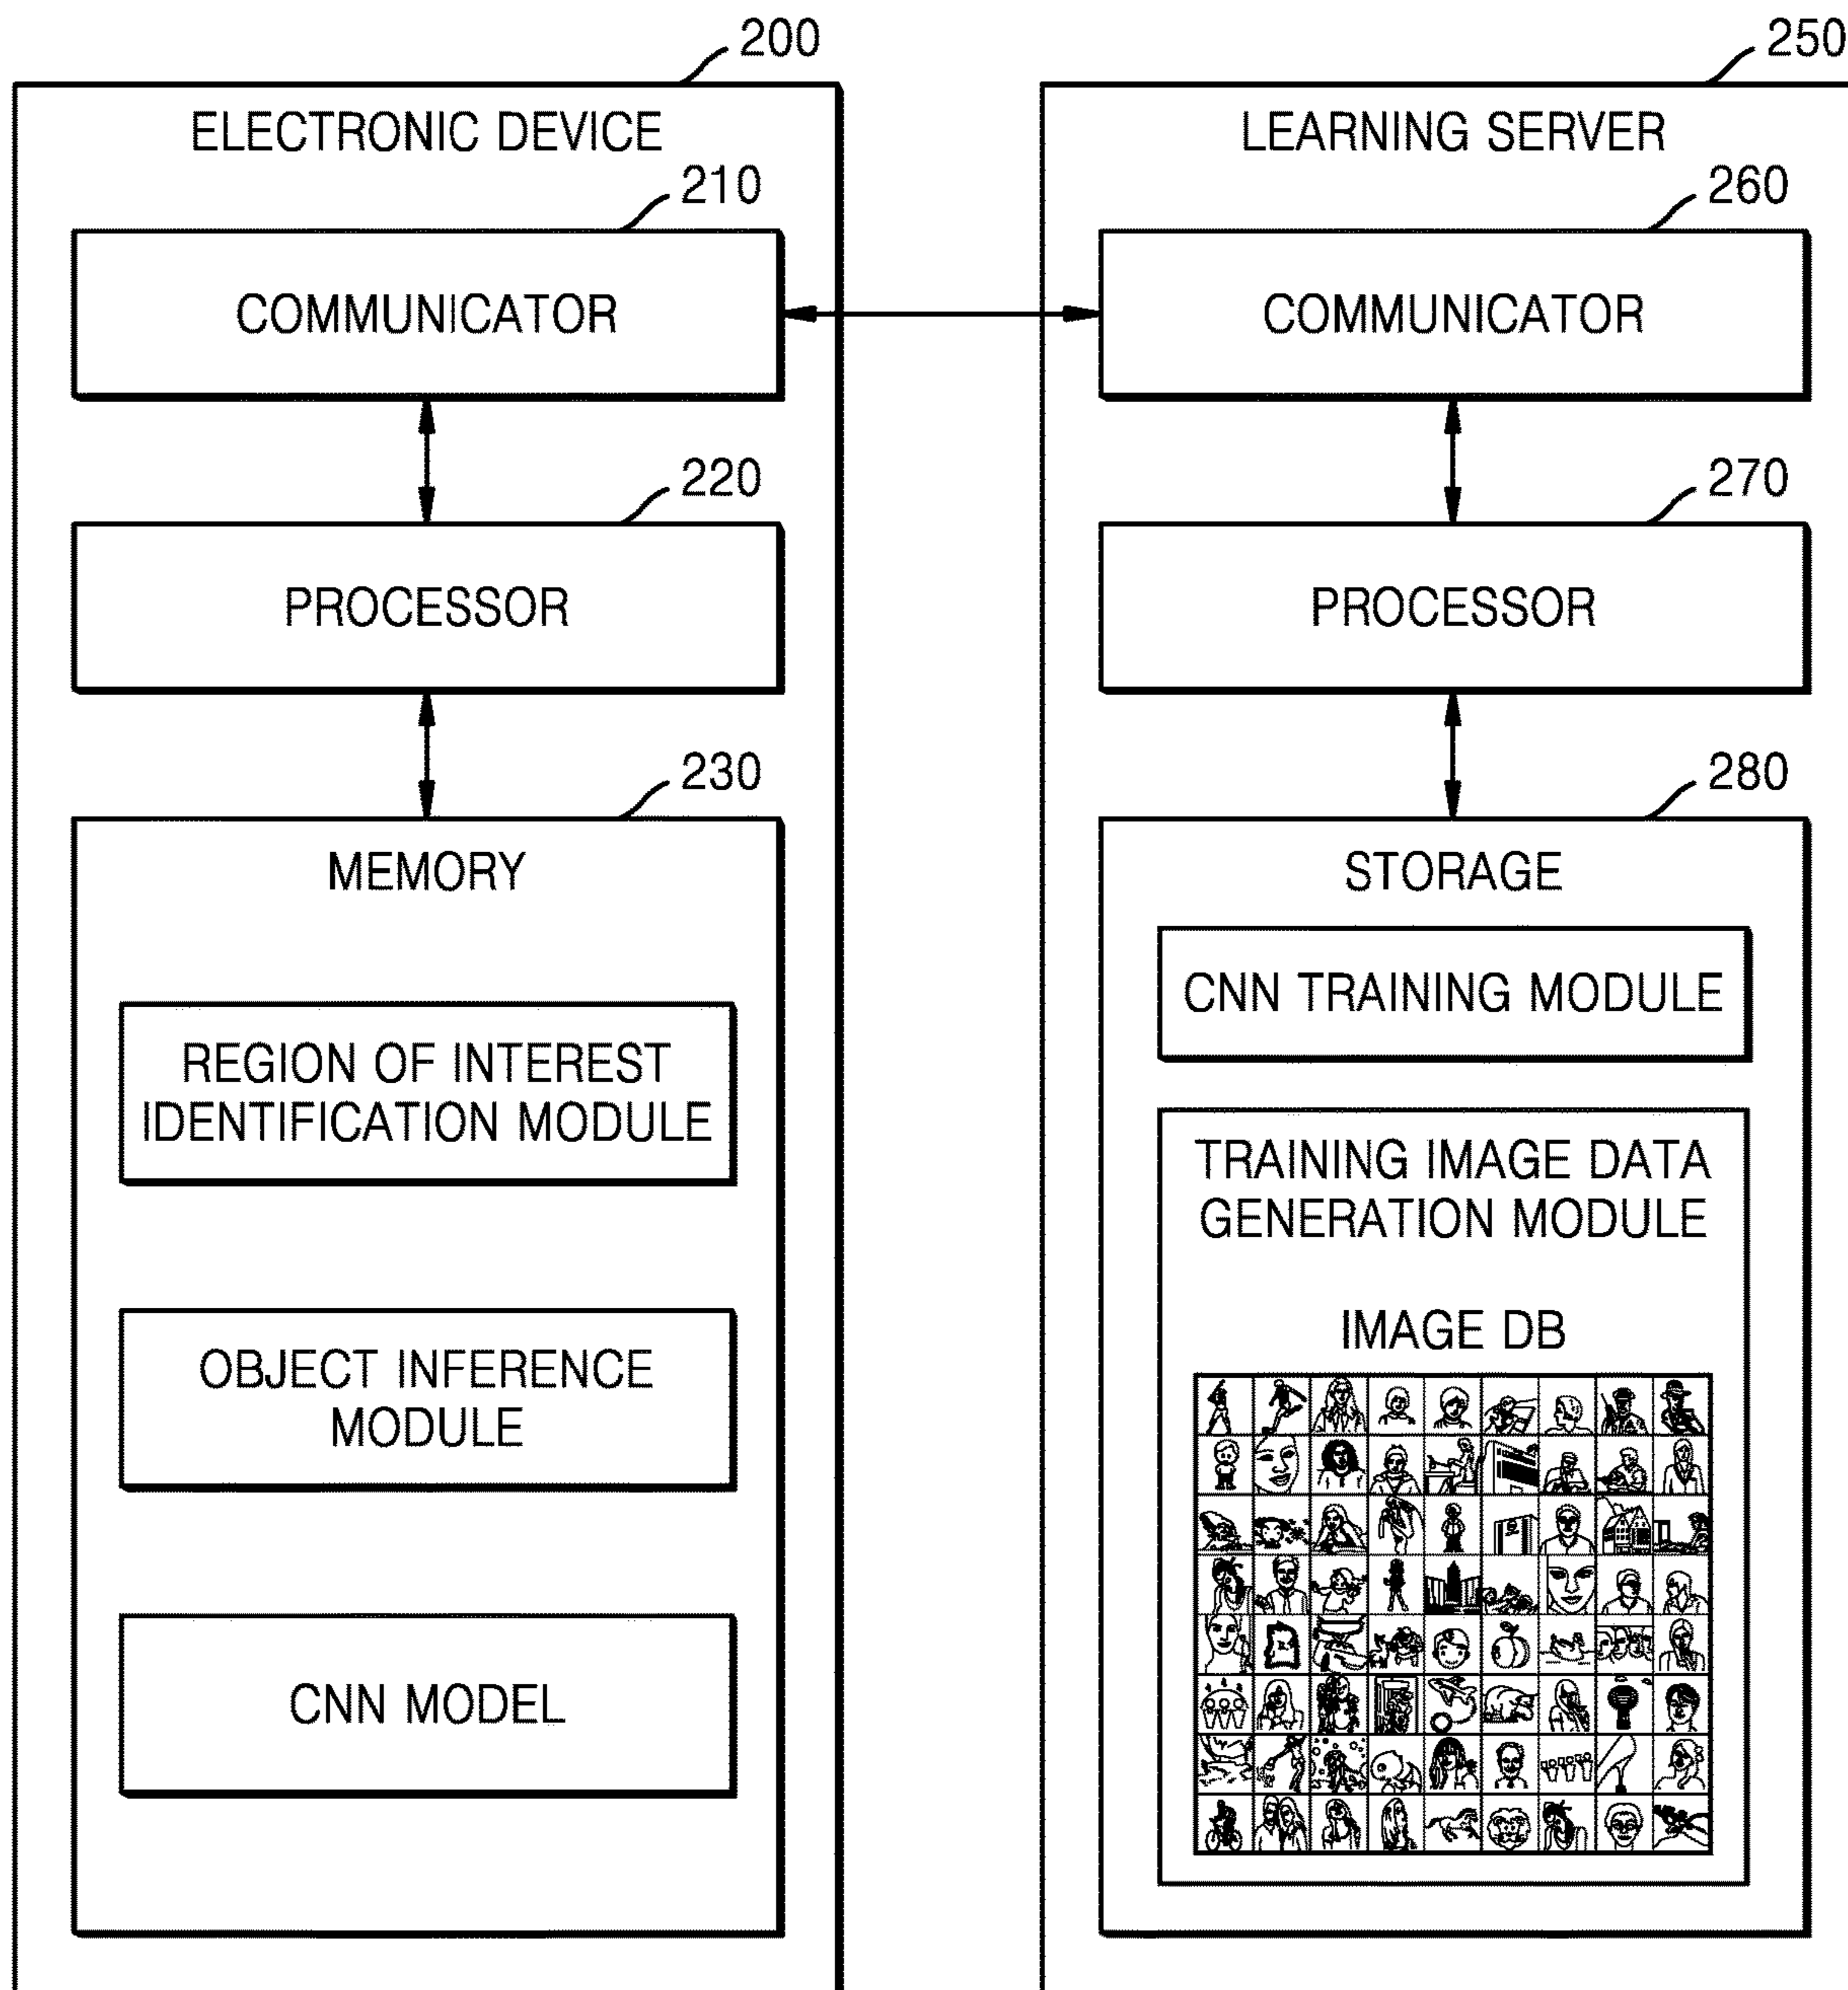 200
ELECTRONIC DEVICE
210
COMMUNICATOR
220
PROCESSOR
230
MEMORY
REGION OF INTEREST
IDENTIFICATION MODULE
OBJECT INFERENCE
MODULE
CNN MODEL
250
LEARNING SERVER
260
COMMUNICATOR
270
PROCESSOR
280
STORAGE
CNN TRAINING MODULE
TRAINING IMAGE DATA
GENERATION MODULE
IMAGE DB